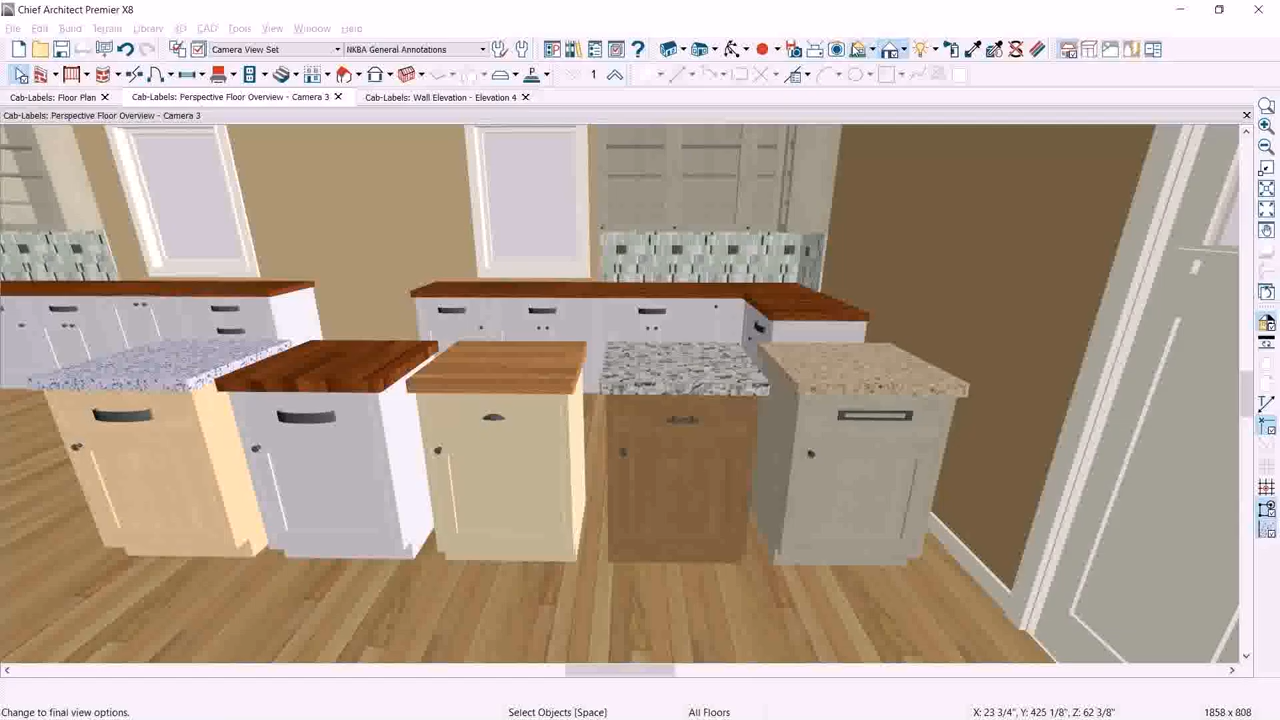 Chief Architect Premier X8
File Edit Build Terrain Library 3D CAD Tools View Window Help
Camera View Set NKBA General Annotations
1
Cab-Labels: Floor Plan Cab-Labels: Perspective Floor Overview - Camera 3 Cab-Labels: Wall Elevation - Elevation 4
Cab-Labels: Perspective Floor Overview - Camera 3
Change to final view options. Select Objects [Space] All Floors X: 23 3/4", Y: 425 1/8", Z: 62 3/8" 1858 x 808